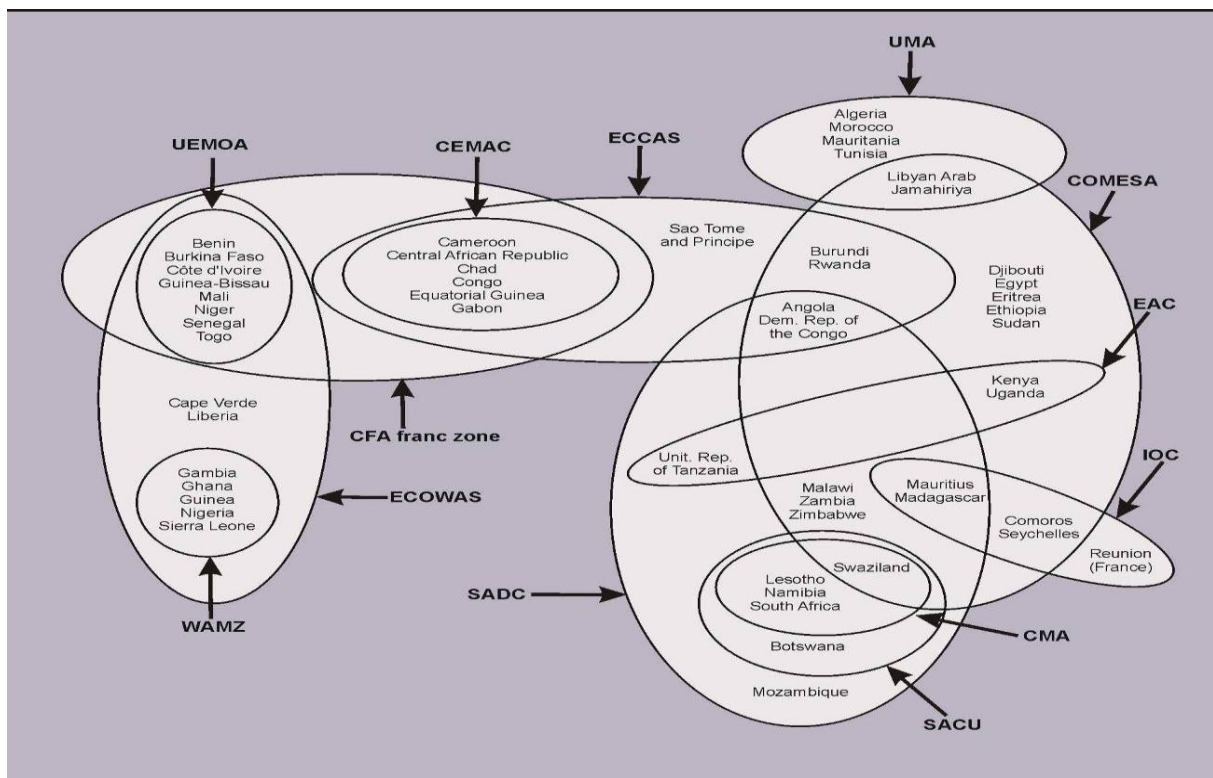 UMA
Algeria
Morocco
Mauritania
Tunisia
Libyan Arab
Jamahiriya
COMESA
UEMOA
CEMAC
ECCAS
Benin
Burkina Faso
Côte d'Ivoire
Guinea-Bissau
Mali
Niger
Senegal
Togo
Cameroon
Central African Republic
Chad
Congo
Equatorial Guinea
Gabon
Sao Tome
and Principe
Burundi
Rwanda
Djibouti
Egypt
Eritrea
Ethiopia
Sudan
Angola
Dem. Rep. of
the Congo
EAC
Kenya
Uganda
Cape Verde
Liberia
CFA franc zone
Unit. Rep.
of Tanzania
IOC
Gambia
Ghana
Guinea
Nigeria
Sierra Leone
ECOWAS
Malawi
Zambia
Zimbabwe
Mauritius
Madagascar
Comoros
Seychelles
Reunion
(France)
Swaziland
Lesotho
Namibia
South Africa
SADC
WAMZ
CMA
Botswana
Mozambique
SACU